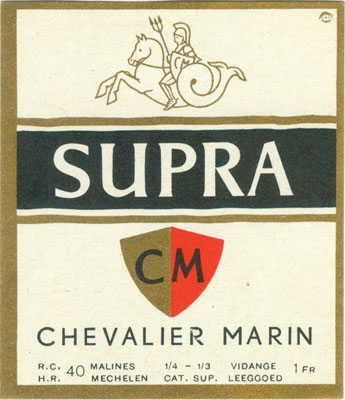 SUPRA
CM
CHEVALIER MARIN
R.C. 40 MALINES 1/4 - 1/3 VIDANGE 1 FR
H.R. MECHELEN CAT. SUP. LEEGGOED